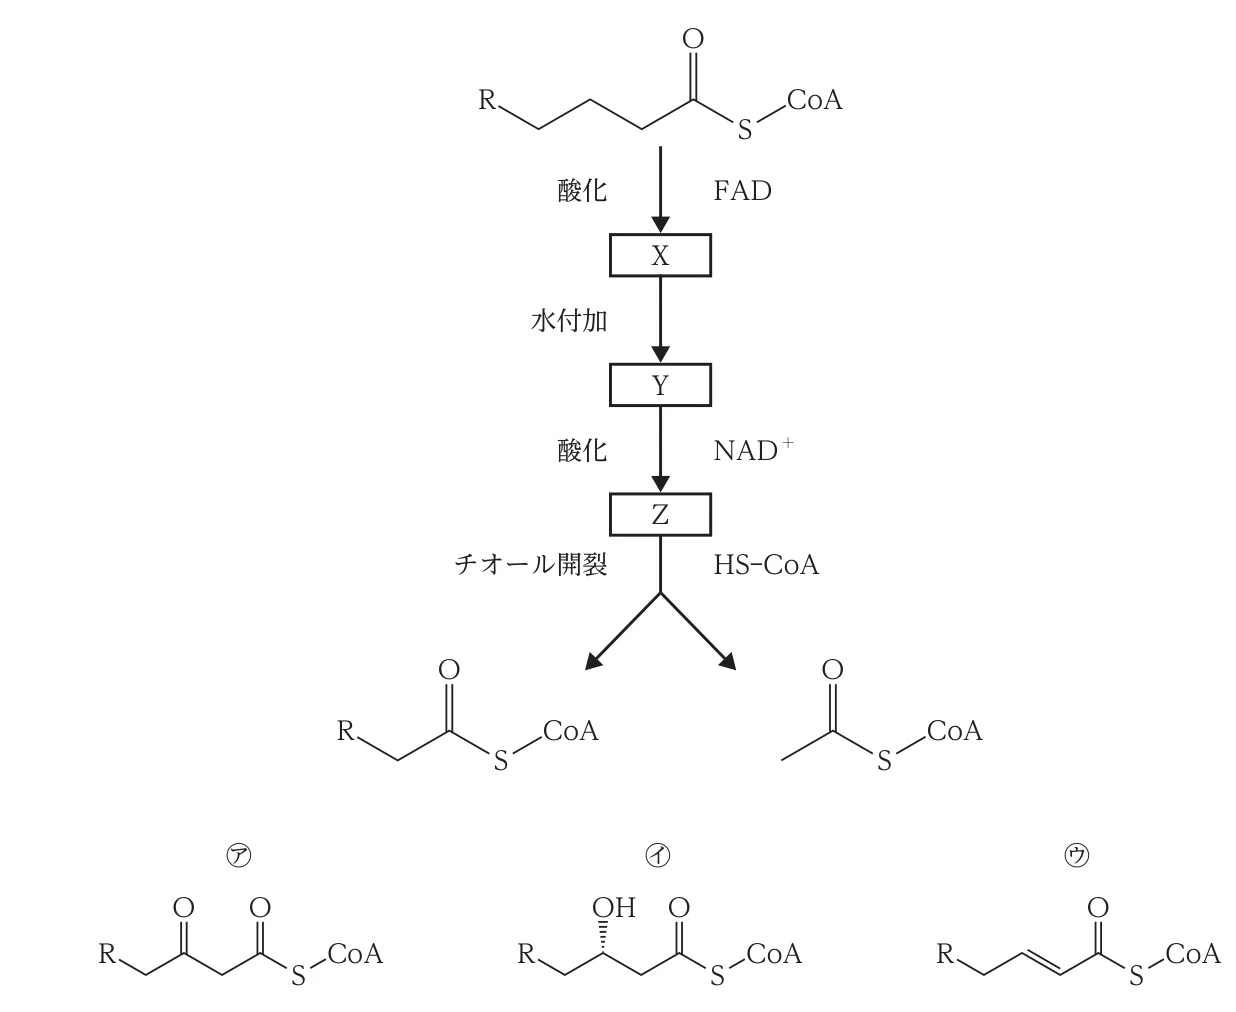 O
R S CoA
酸化 FAD
X
水付加
Y
酸化 NAD⁺
Z
チオール開裂 HS-CoA
O O
R S CoA S CoA
㋐ ㋑ ㋒
O O OH O O
R S CoA R S CoA R S CoA